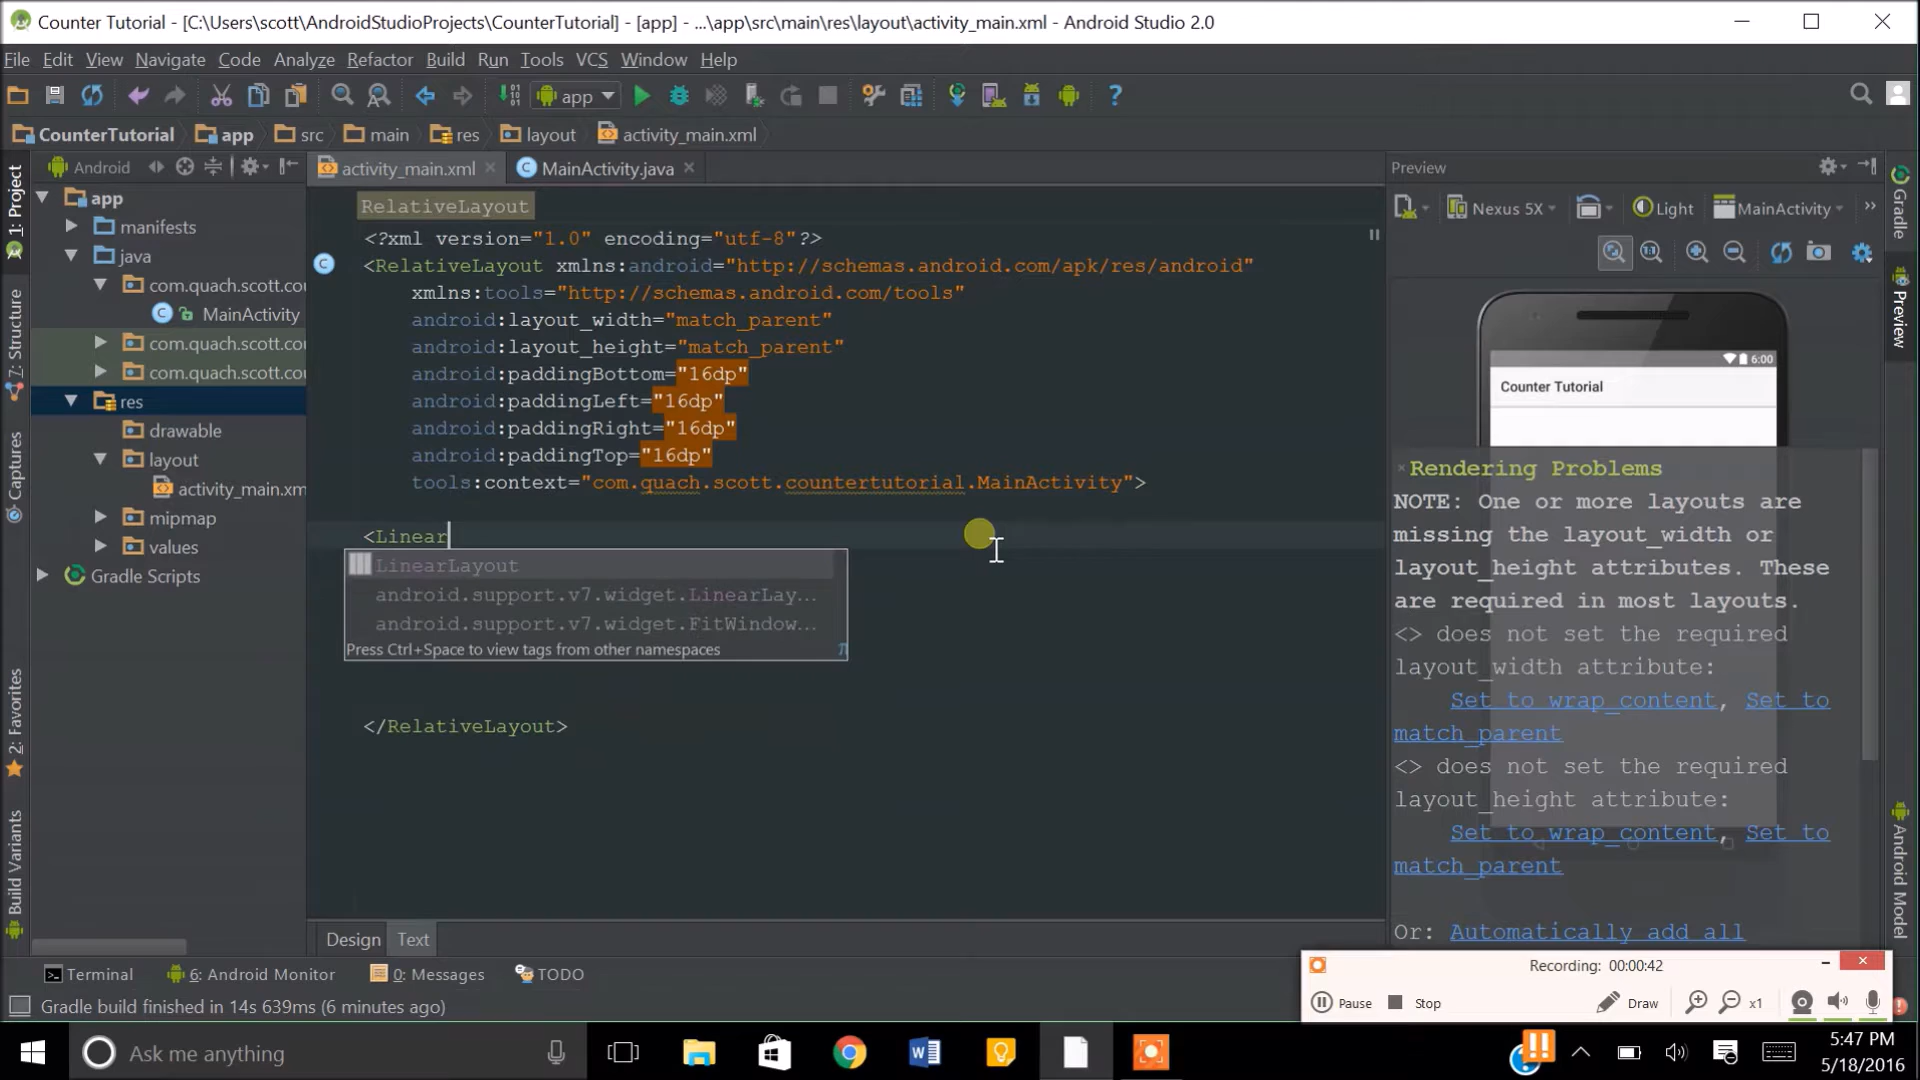 Counter Tutorial - [C:\Users\scott\AndroidStudioProjects\CounterTutorial] - [app] - ...\app\src\main\res\layout\activity_main.xml - Android Studio 2.0
File Edit View Navigate Code Analyze Refactor Build Run Tools VCS Window Help
app
CounterTutorial app src main res layout activity_main.xml
1: Project
7: Structure
Captures
2: Favorites
Build Variants
Android
app
manifests
java
com.quach.scott.cou
MainActivity
com.quach.scott.cou
com.quach.scott.cou
res
drawable
layout
activity_main.xm
mipmap
values
Gradle Scripts
activity_main.xml
MainActivity.java
RelativeLayout
<?xml version="1.0" encoding="utf-8"?>
<RelativeLayout xmlns:android="http://schemas.android.com/apk/res/android"
xmlns:tools="http://schemas.android.com/tools"
android:layout_width="match_parent"
android:layout_height="match_parent"
android:paddingBottom="16dp"
android:paddingLeft="16dp"
android:paddingRight="16dp"
android:paddingTop="16dp"
tools:context="com.quach.scott.countertutorial.MainActivity">
<Linear
LinearLayout
android.support.v7.widget.LinearLay...
android.support.v7.widget.FitWindow...
Press Ctrl+Space to view tags from other namespaces
π
</RelativeLayout>
Design Text
Preview
Nexus 5X Light MainActivity
1:1
6:00
Counter Tutorial
Rendering Problems
NOTE: One or more layouts are
missing the layout_width or
layout_height attributes. These
are required in most layouts.
<> does not set the required
layout_width attribute:
Set to wrap_content, Set to
match_parent
<> does not set the required
layout_height attribute:
Set to wrap_content, Set to
match_parent
Or: Automatically add all
Gradle
Preview
Android Model
Terminal 6: Android Monitor 0: Messages TODO
Gradle build finished in 14s 639ms (6 minutes ago)
Recording: 00:00:42
Pause Stop Draw x1
Ask me anything
5:47 PM
5/18/2016